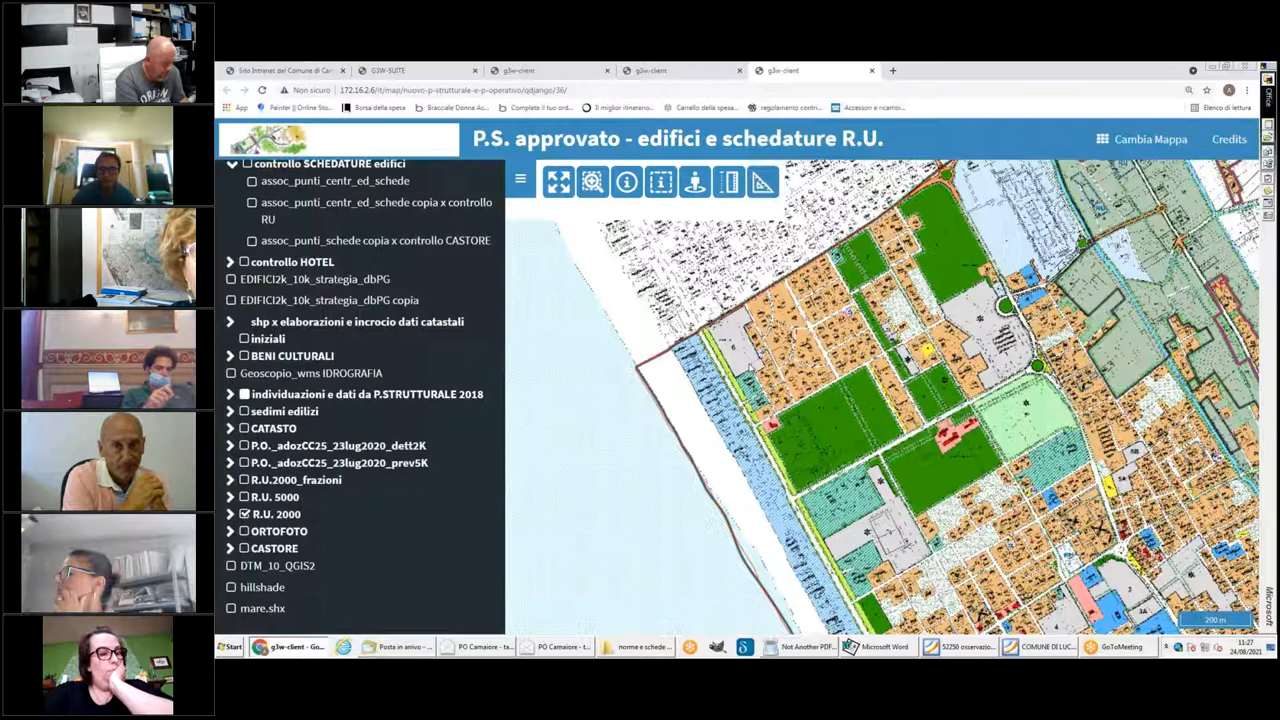 Sito Intranet del Comune di Ca
G3W-SUITE
g3w-client
g3w-client
g3w-client
Non sicuro
172.16.2.6/it/map/nuovo-p-strutturale-e-p-operativo/qdjango/36/
App
Painter || Online Sto...
Borsa della spesa
Bracciale Donna Ac...
Completa il tuo ord...
Il miglior itinerario...
Carrello della spesa...
regolamento contri...
Accessori e ricam...
Elenco di lettura
P.S. approvato - edifici e schedature R.U.
Cambia Mappa
Credits
controllo SCHEDATURE edifici
assoc_punti_centr_ed_schede
assoc_punti_centr_ed_schede copia x controllo
RU
assoc_punti_schede copia x controllo CASTORE
controllo HOTEL
EDIFICI2k_10k_strategia_dbPG
EDIFICI2k_10k_strategia_dbPG copia
shp x elaborazioni e incrocio dati catastali
iniziali
BENI CULTURALI
Geoscopio_wms IDROGRAFIA
individuazioni e dati da P.STRUTTURALE 2018
sedimi edilizi
CATASTO
P.O._adozCC25_23lug2020_dett2K
P.O._adozCC25_23lug2020_prev5K
R.U.2000_frazioni
R.U. 5000
R.U. 2000
ORTOFOTO
CASTORE
DTM_10_QGIS2
hillshade
mare.shx
200 m
Office
Microsoft
Start
g3w-client - Go...
Posta in arrivo - ...
PO Camaiore - ta...
PO Camaiore - t...
norme e schede ...
Not Another PDF...
Microsoft Word
52250 osservazio...
COMUNE DI LUC...
GoToMeeting
11:27
24/08/2021